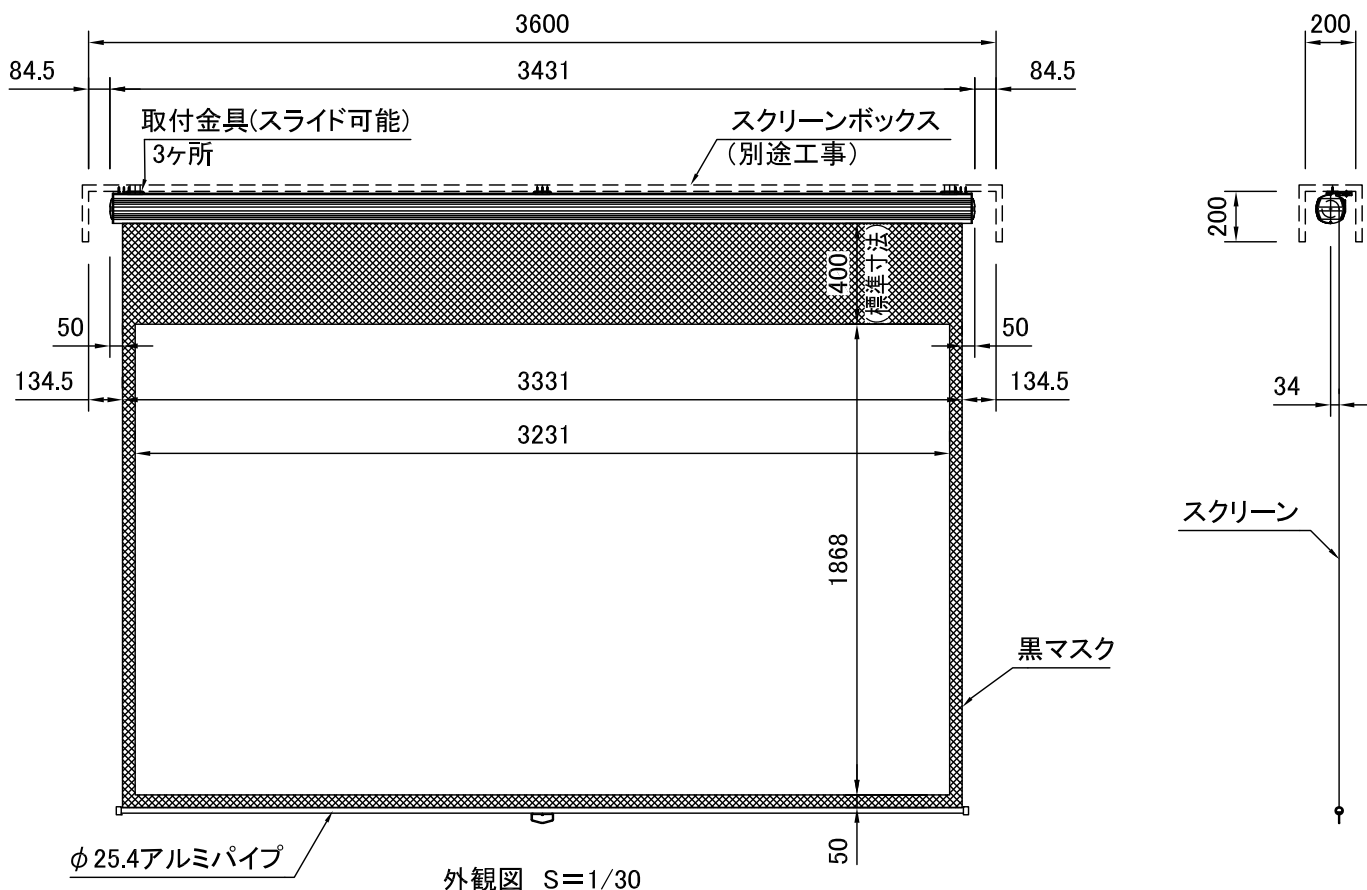 3600
200
84.5
3431
84.5
取付金具(スライド可能)
3ヶ所
スクリーンボックス
(別途工事)
200
400
(標準寸法)
50
50
134.5
3331
134.5
34
3231
スクリーン
1868
黒マスク
φ25.4アルミパイプ
50
外観図 S=1/30